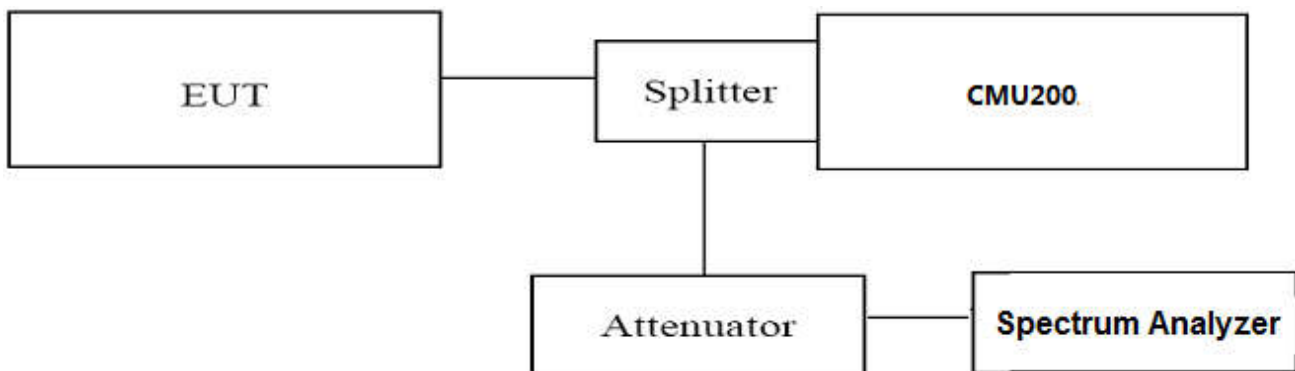 EUT
Splitter
CMU200.
Attenuator
Spectrum Analyzer